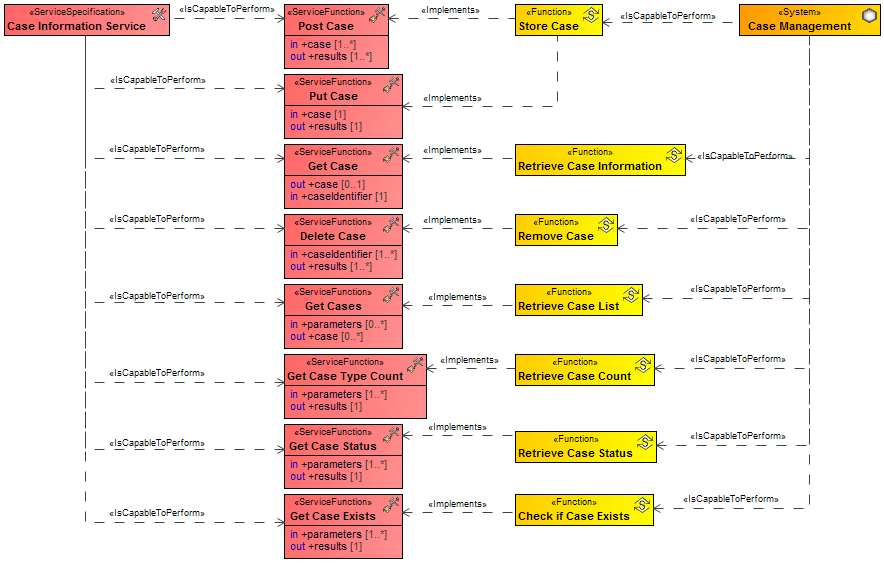 «ServiceSpecification»
Case Information Service
«IsCapableToPerform»
«ServiceFunction»
Post Case
in +case [1..*]
out +results [1..*]
«Implements»
«Function»
Store Case
«IsCapableToPerform»
«System»
Case Management
«IsCapableToPerform»
«ServiceFunction»
Put Case
in +case [1]
out +results [1]
«Implements»
«IsCapableToPerform»
«ServiceFunction»
Get Case
out +case [0..1]
in +caseIdentifier [1]
«Implements»
«Function»
Retrieve Case Information
«IsCapableToPerform»
«IsCapableToPerform»
«ServiceFunction»
Delete Case
in +caseIdentifier [1..*]
out +results [1..*]
«Implements»
«Function»
Remove Case
«IsCapableToPerform»
«IsCapableToPerform»
«ServiceFunction»
Get Cases
in +parameters [0..*]
out +case [0..*]
«Implements»
«Function»
Retrieve Case List
«IsCapableToPerform»
«IsCapableToPerform»
«ServiceFunction»
Get Case Type Count
in +parameters [1..*]
out +results [1]
«Implements»
«Function»
Retrieve Case Count
«IsCapableToPerform»
«IsCapableToPerform»
«ServiceFunction»
Get Case Status
in +parameters [1..*]
out +results [1]
«Implements»
«Function»
Retrieve Case Status
«IsCapableToPerform»
«IsCapableToPerform»
«ServiceFunction»
Get Case Exists
in +parameters [1..*]
out +results [1]
«Implements»
«Function»
Check if Case Exists
«IsCapableToPerform»